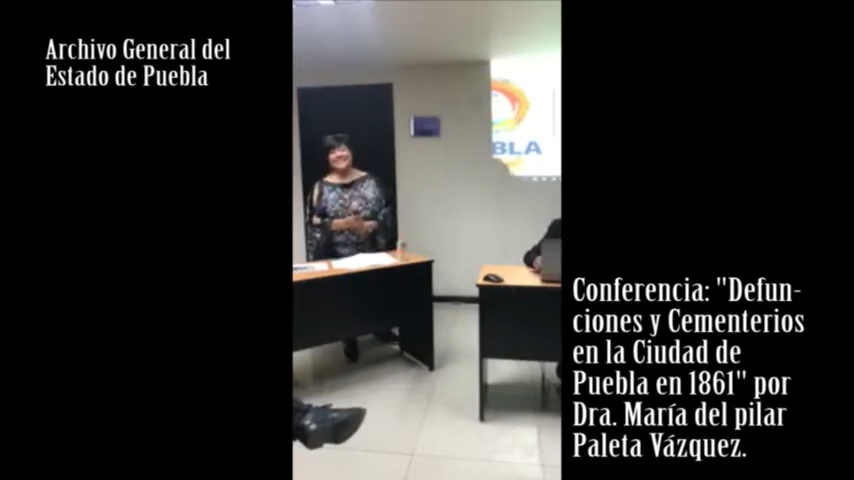 Archivo General del
Estado de Puebla
BLA
Conferencia: "Defun-
ciones y Cementerios
en la Ciudad de
Puebla en 1861" por
Dra. María del pilar
Paleta Vázquez.